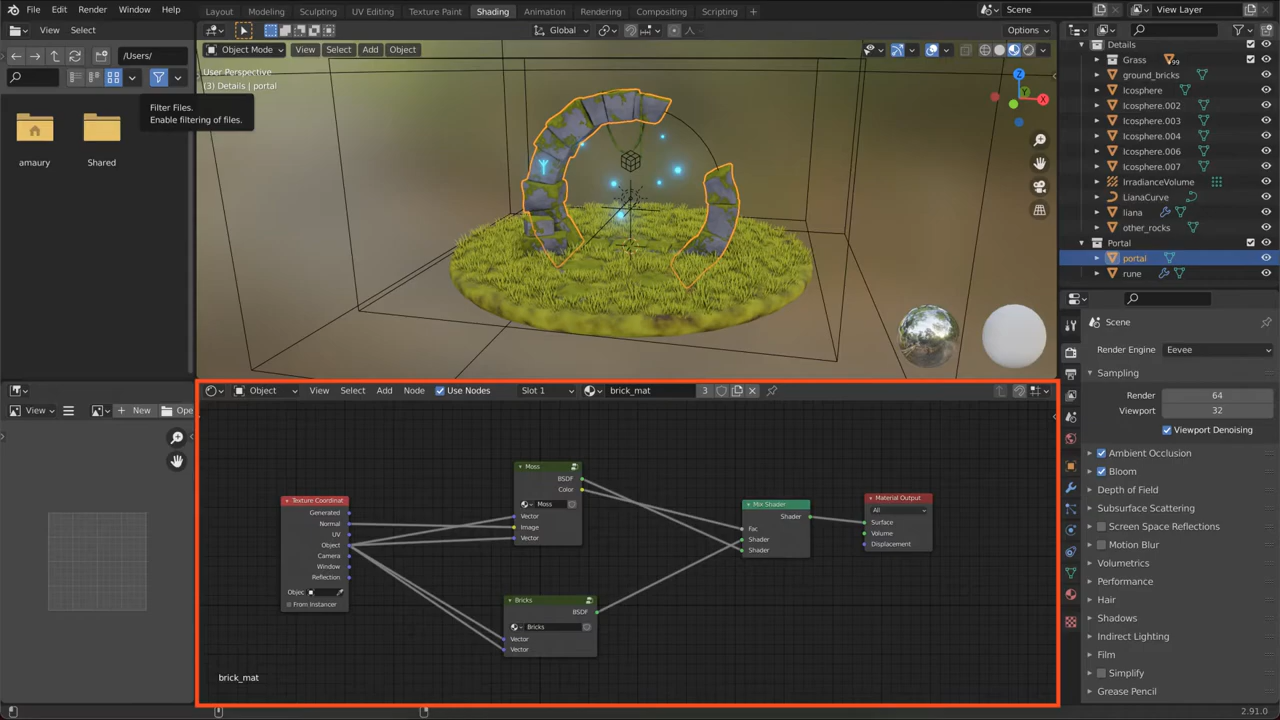 File Edit Render Window Help
Layout Modeling Sculpting UV Editing Texture Paint Shading Animation Rendering Compositing Scripting +
Scene
View Layer
View Select
Global
Options
/Users/
Object Mode View Select Add Object
User Perspective
(3) Details | portal
Filter Files.
Enable filtering of files.
amaury
Shared
Z
Y
X
Details
Grass
99
ground_bricks
Icosphere
Icosphere.002
Icosphere.003
Icosphere.004
Icosphere.006
Icosphere.007
IrradianceVolume
LianaCurve
liana
other_rocks
Portal
portal
rune
Scene
Render Engine Eevee
Sampling
Render 64
Viewport 32
Viewport Denoising
Ambient Occlusion
Bloom
Depth of Field
Subsurface Scattering
Screen Space Reflections
Motion Blur
Volumetrics
Performance
Hair
Shadows
Indirect Lighting
Film
Simplify
Grease Pencil
View
New
Ope
Object View Select Add Node Use Nodes Slot 1 brick_mat 3
Texture Coordinat
Generated
Normal
UV
Object
Camera
Window
Reflection
Objec
From Instancer
Moss
BSDF
Color
Moss
Vector
Image
Vector
Bricks
BSDF
Bricks
Vector
Vector
Mix Shader
Shader
Fac
Shader
Shader
Material Output
All
Surface
Volume
Displacement
brick_mat
2.91.0